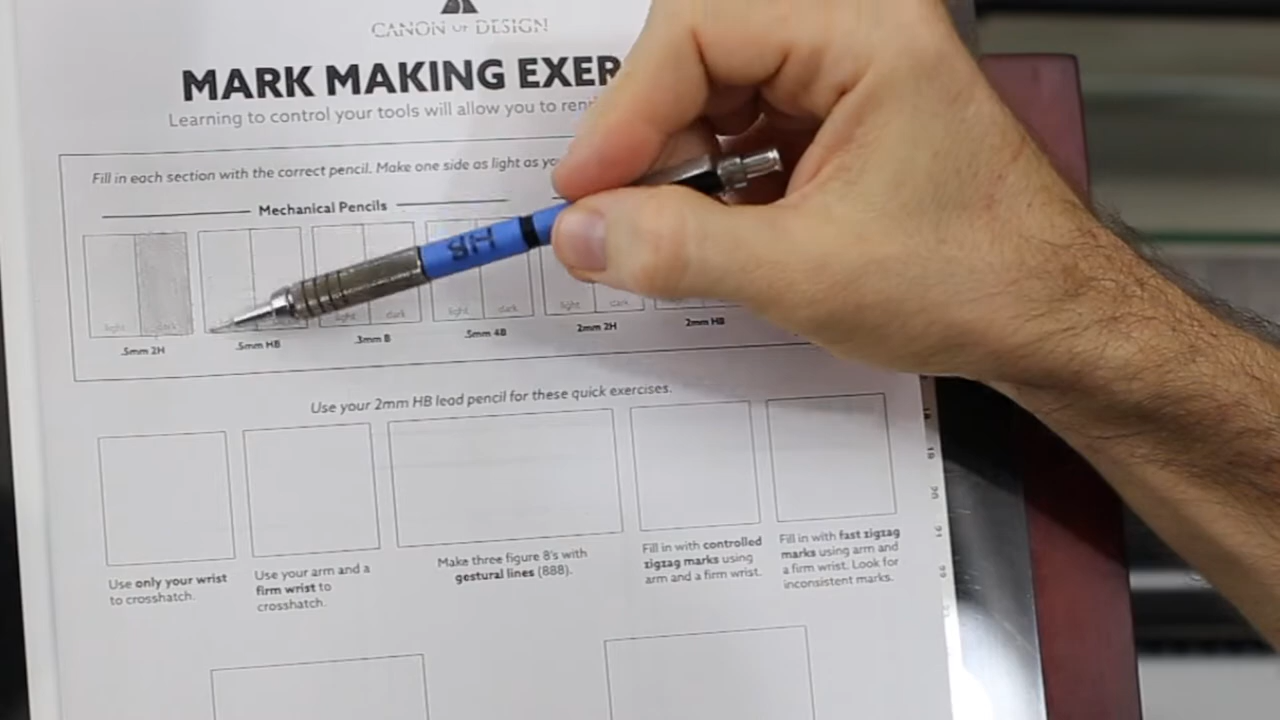 CANON OF DESIGN
MARK MAKING EXER
Learning to control your tools will allow you to ren
Fill in each section with the correct pencil. Make one side as light as yo
Mechanical Pencils
HB
light dark light dark light dark light dark
.5mm 2H .5mm HB .3mm B .5mm 4B 2mm 2H 2mm HB
Use your 2mm HB lead pencil for these quick exercises.
Use only your wrist
to crosshatch.
Use your arm and a
firm wrist to
crosshatch.
Make three figure 8's with
gestural lines (888).
Fill in with controlled
zigzag marks using
arm and a firm wrist.
Fill in with fast zigzag
marks using arm and
a firm wrist. Look for
inconsistent marks.